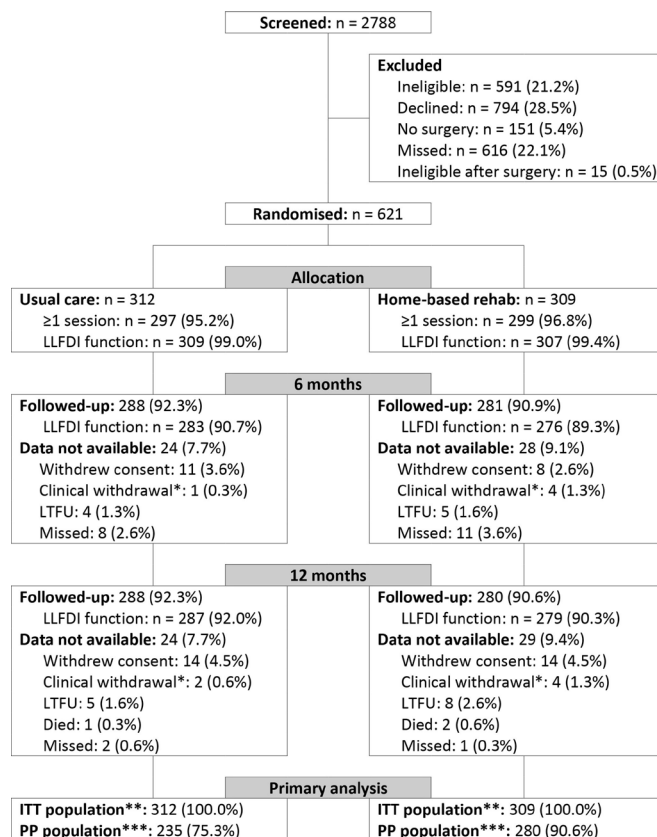 Screened: n = 2788
Excluded
Ineligible: n = 591 (21.2%)
Declined: n = 794 (28.5%)
No surgery: n = 151 (5.4%)
Missed: n = 616 (22.1%)
Ineligible after surgery: n = 15 (0.5%)
Randomised: n = 621
Allocation
Usual care: n = 312
≥1 session: n = 297 (95.2%)
LLFDI function: n = 309 (99.0%)
Home-based rehab: n = 309
≥1 session: n = 299 (96.8%)
LLFDI function: n = 307 (99.4%)
6 months
Followed-up: 288 (92.3%)
LLFDI function: n = 283 (90.7%)
Data not available: 24 (7.7%)
Withdrew consent: 11 (3.6%)
Clinical withdrawal*: 1 (0.3%)
LTFU: 4 (1.3%)
Missed: 8 (2.6%)
Followed-up: 281 (90.9%)
LLFDI function: n = 276 (89.3%)
Data not available: 28 (9.1%)
Withdrew consent: 8 (2.6%)
Clinical withdrawal*: 4 (1.3%)
LTFU: 5 (1.6%)
Missed: 11 (3.6%)
12 months
Followed-up: 288 (92.3%)
LLFDI function: n = 287 (92.0%)
Data not available: 24 (7.7%)
Withdrew consent: 14 (4.5%)
Clinical withdrawal*: 2 (0.6%)
LTFU: 5 (1.6%)
Died: 1 (0.3%)
Missed: 2 (0.6%)
Followed-up: 280 (90.6%)
LLFDI function: n = 279 (90.3%)
Data not available: 29 (9.4%)
Withdrew consent: 14 (4.5%)
Clinical withdrawal*: 4 (1.3%)
LTFU: 8 (2.6%)
Died: 2 (0.6%)
Missed: 1 (0.3%)
Primary analysis
ITT population**: 312 (100.0%)
PP population***: 235 (75.3%)
ITT population**: 309 (100.0%)
PP population***: 280 (90.6%)